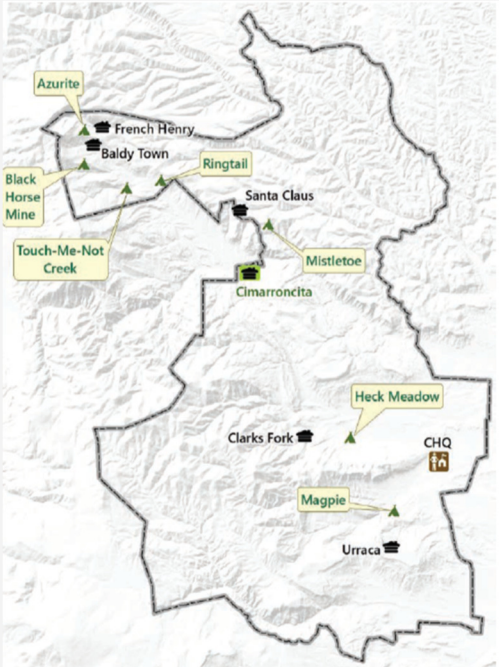 Azurite
French Henry
Baldy Town
Ringtail
Black
Horse
Mine
Santa Claus
Touch-Me-Not
Creek
Mistletoe
Cimarroncita
Heck Meadow
Clarks Fork
CHQ
Magpie
Urraca